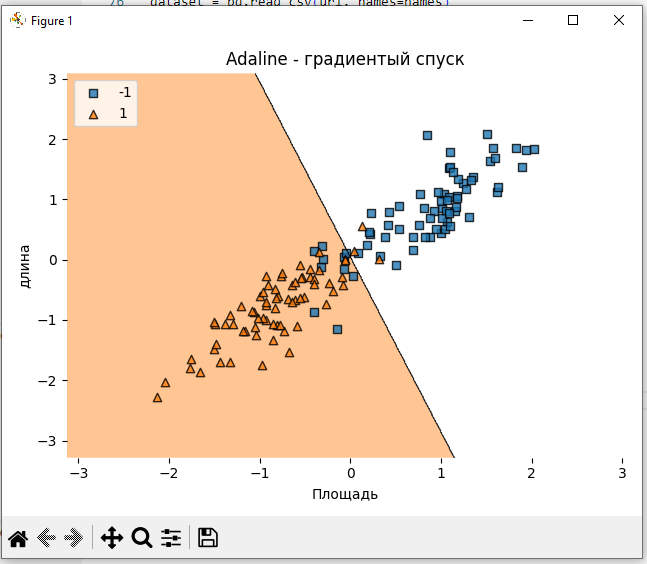 76 dataset = pd.read_csv(url, names=names)
Figure 1
Adaline - градиентый спуск
-1
1
3
2
1
0
−1
−2
−3
длина
−3 −2 −1 0 1 2 3
Площадь